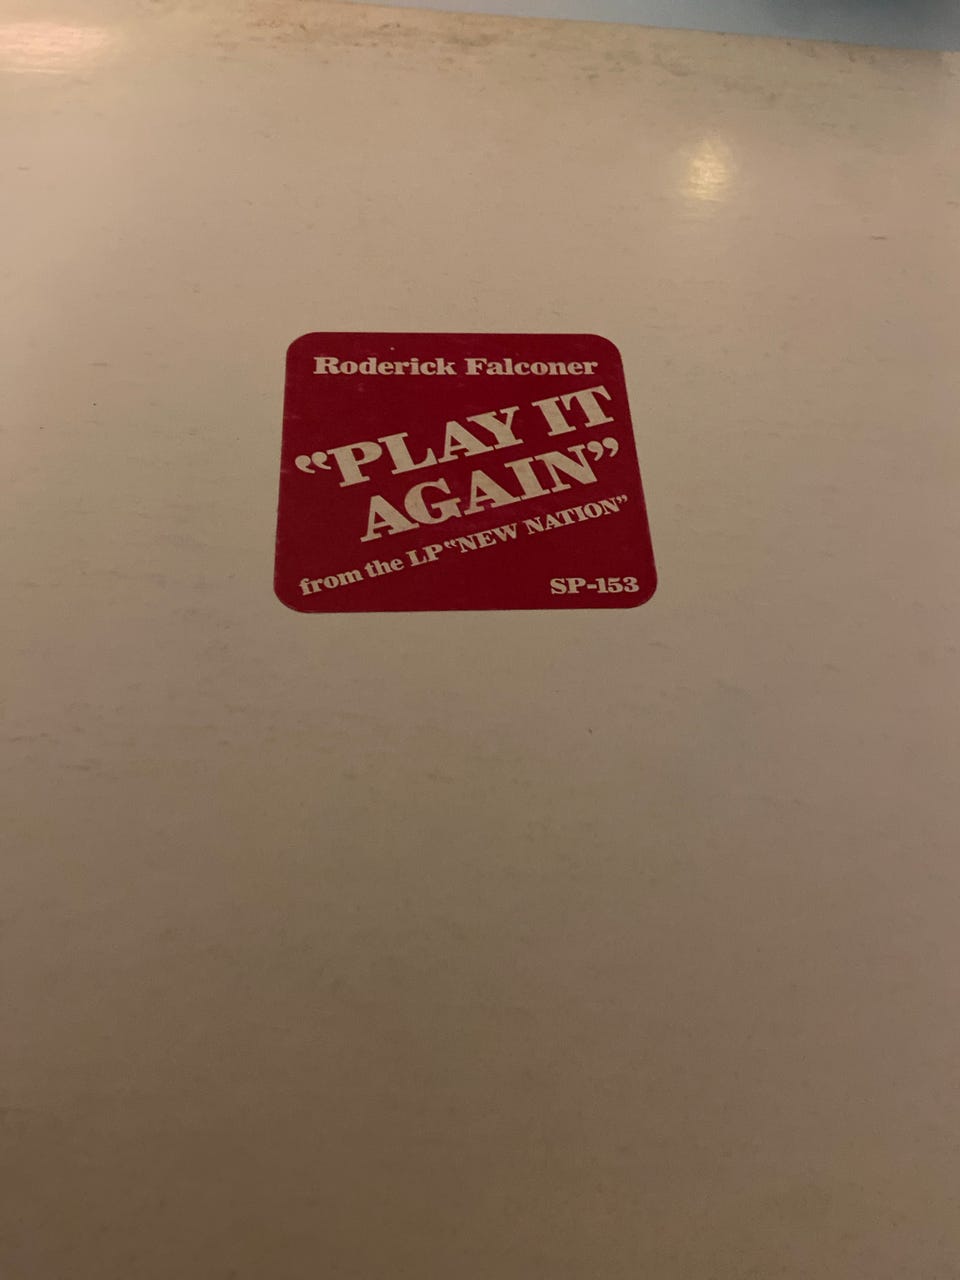 Roderick Falconer
“PLAY IT
AGAIN”
from the LP “NEW NATION”
SP-153